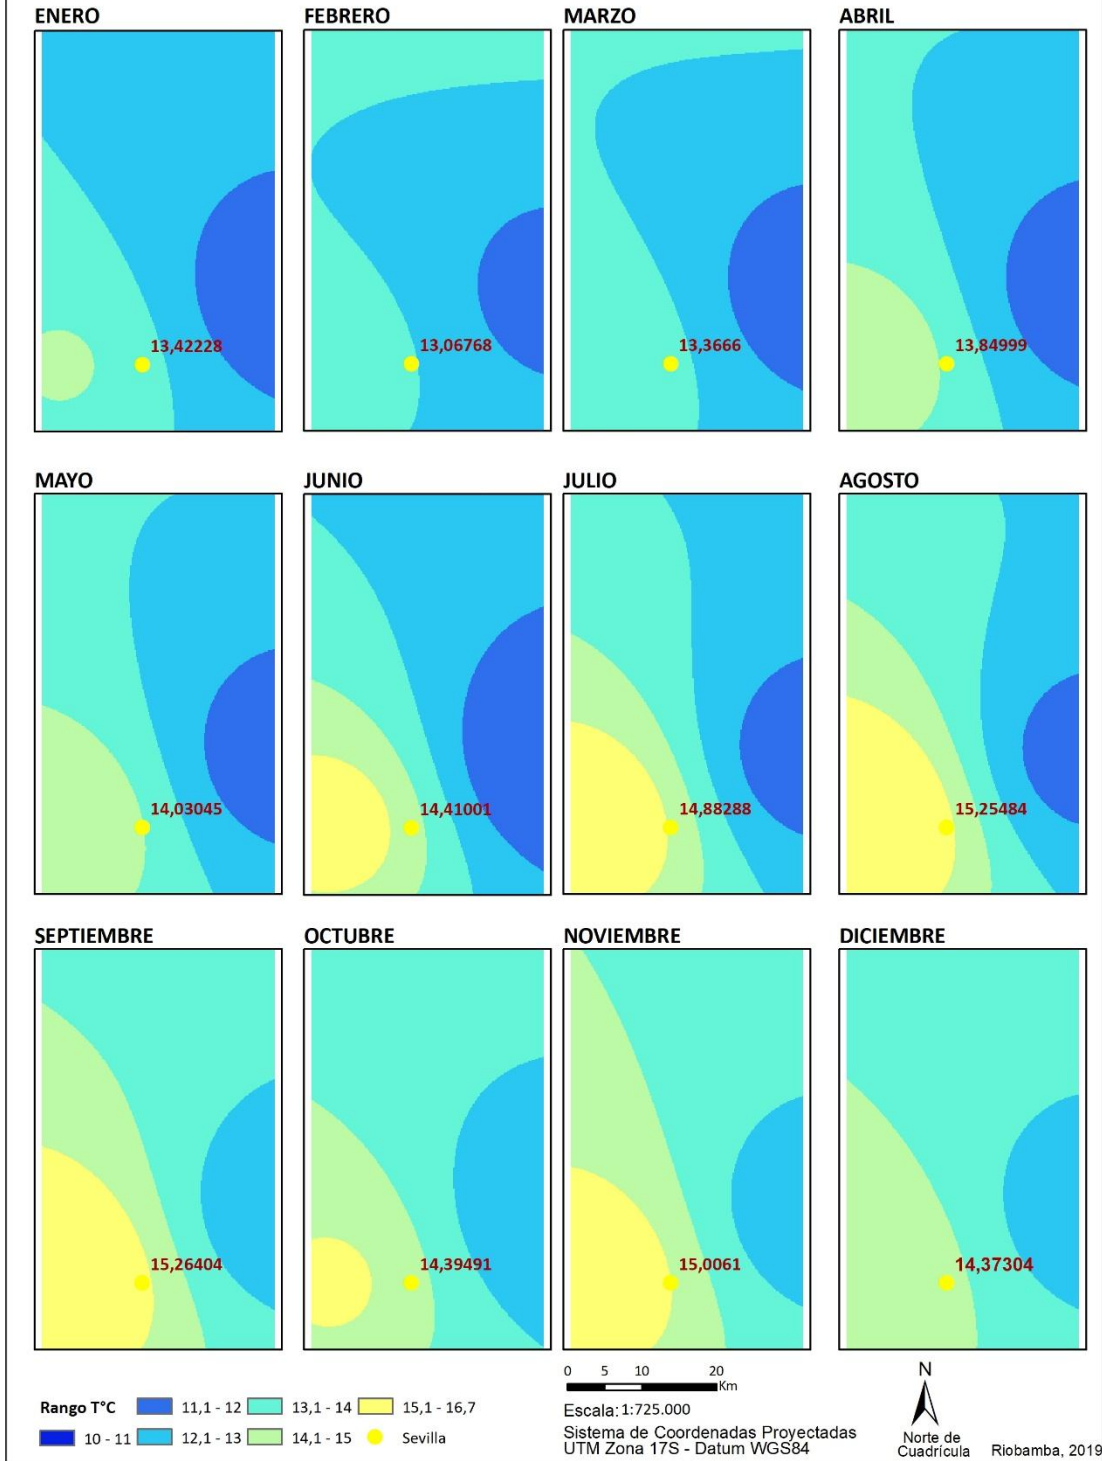 ENERO
FEBRERO
MARZO
ABRIL
13,42228
13,06768
13,3666
13,84999
MAYO
JUNIO
JULIO
AGOSTO
14,03045
14,41001
14,88288
15,25484
SEPTIEMBRE
OCTUBRE
NOVIEMBRE
DICIEMBRE
15,26404
14,39491
15,0061
14,37304
Rango T°C
11,1 - 12
13,1 - 14
15,1 - 16,7
10 - 11
12,1 - 13
14,1 - 15
Sevilla
0 5 10 20
Km
Escala: 1:725.000
Sistema de Coordenadas Proyectadas
UTM Zona 17S - Datum WGS84
N
Norte de
Cuadrícula
Riobamba, 2019